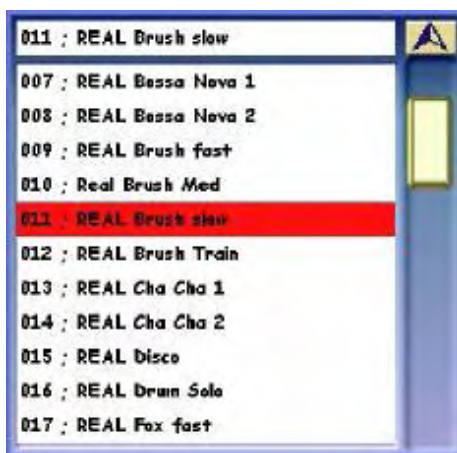 011 ; REAL Brush slow
007 ; REAL Bossa Nova 1
008 ; REAL Bossa Nova 2
009 ; REAL Brush fast
010 ; Real Brush Med
011 ; REAL Brush slow
012 ; REAL Brush Train
013 ; REAL Cha Cha 1
014 ; REAL Cha Cha 2
015 ; REAL Disco
016 ; REAL Drum Solo
017 ; REAL Fox fast